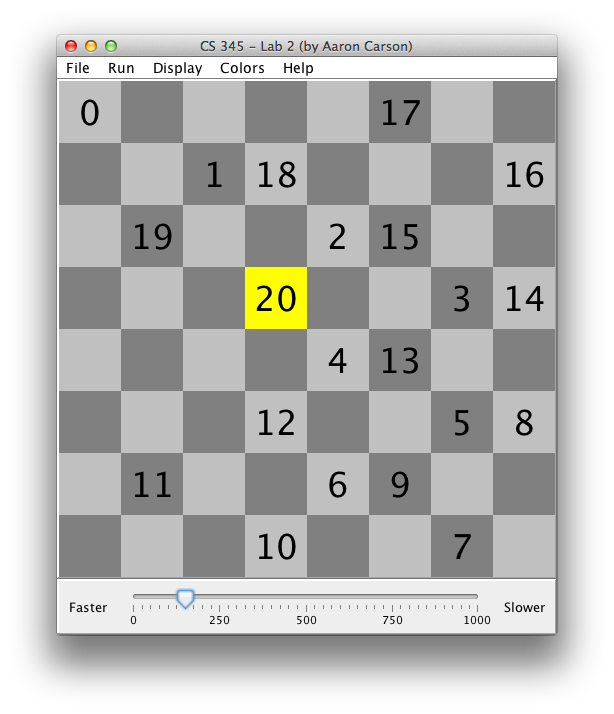 CS 345 – Lab 2 (by Aaron Carson)
File Run Display Colors Help
0 17
1 18 16
19 2 15
20 3 14
4 13
12 5 8
11 6 9
10 7
Faster Slower
0 250 500 750 1000